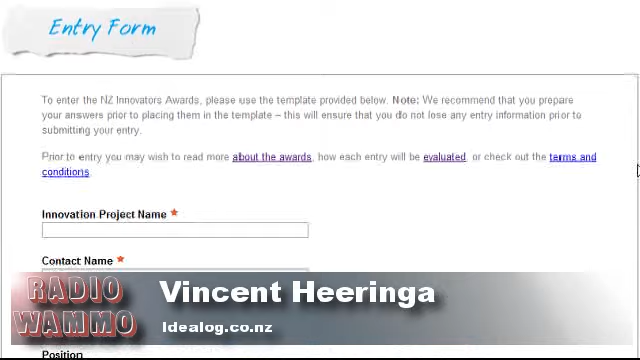 Entry Form
To enter the NZ Innovators Awards, please use the template provided below. Note: We recommend that you prepare
your answers prior to placing them in the template – this will ensure that you do not lose any entry information prior to
submitting your entry.
Prior to entry you may wish to read more about the awards, how each entry will be evaluated, or check out the terms and
conditions.
Innovation Project Name *
Contact Name *
RADIO
WAMMO
Vincent Heeringa
Idealog.co.nz
Position